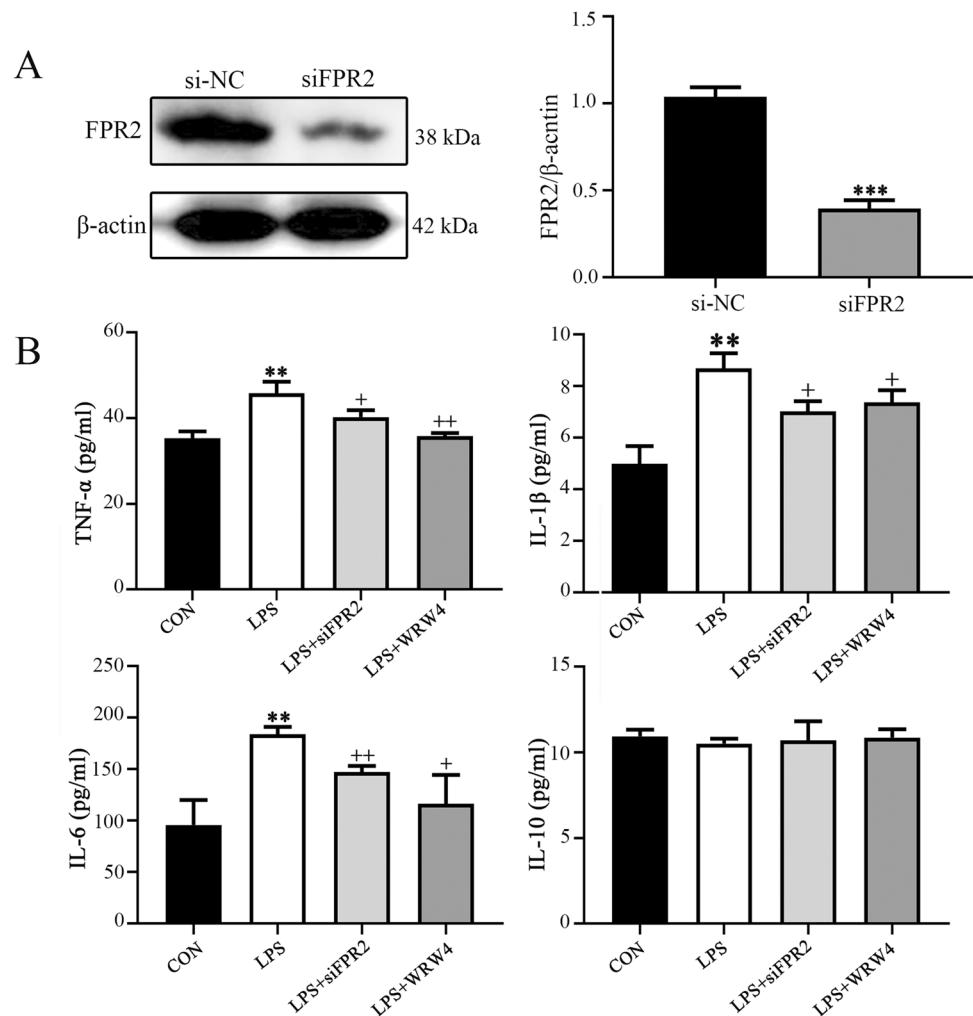 A
si-NC siFPR2
FPR2
38 kDa
β-actin
42 kDa
FPR2/β-acntin
1.5
1.0
0.5
0.0
***
si-NC siFPR2
B
TNF-α (pg/ml)
60
40
20
0
**
+
++
CON LPS LPS+siFPR2 LPS+WRW4
IL-1β (pg/ml)
10
8
6
4
2
0
**
+
+
CON LPS LPS+siFPR2 LPS+WRW4
IL-6 (pg/ml)
250
200
150
100
50
0
**
++
+
CON LPS LPS+siFPR2 LPS+WRW4
IL-10 (pg/ml)
15
10
5
0
CON LPS LPS+siFPR2 LPS+WRW4